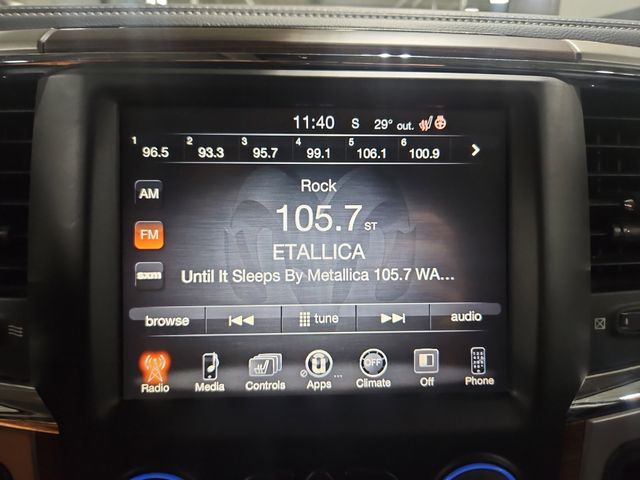 11:40 S 29° out.
1 96.5 2 93.3 3 95.7 4 99.1 5 106.1 6 100.9
AM
Rock
FM
105.7 ST
ETALLICA
sxm
Until It Sleeps By Metallica 105.7 WA...
browse tune audio
OFF
Radio Media Controls Apps ... Climate Off Phone